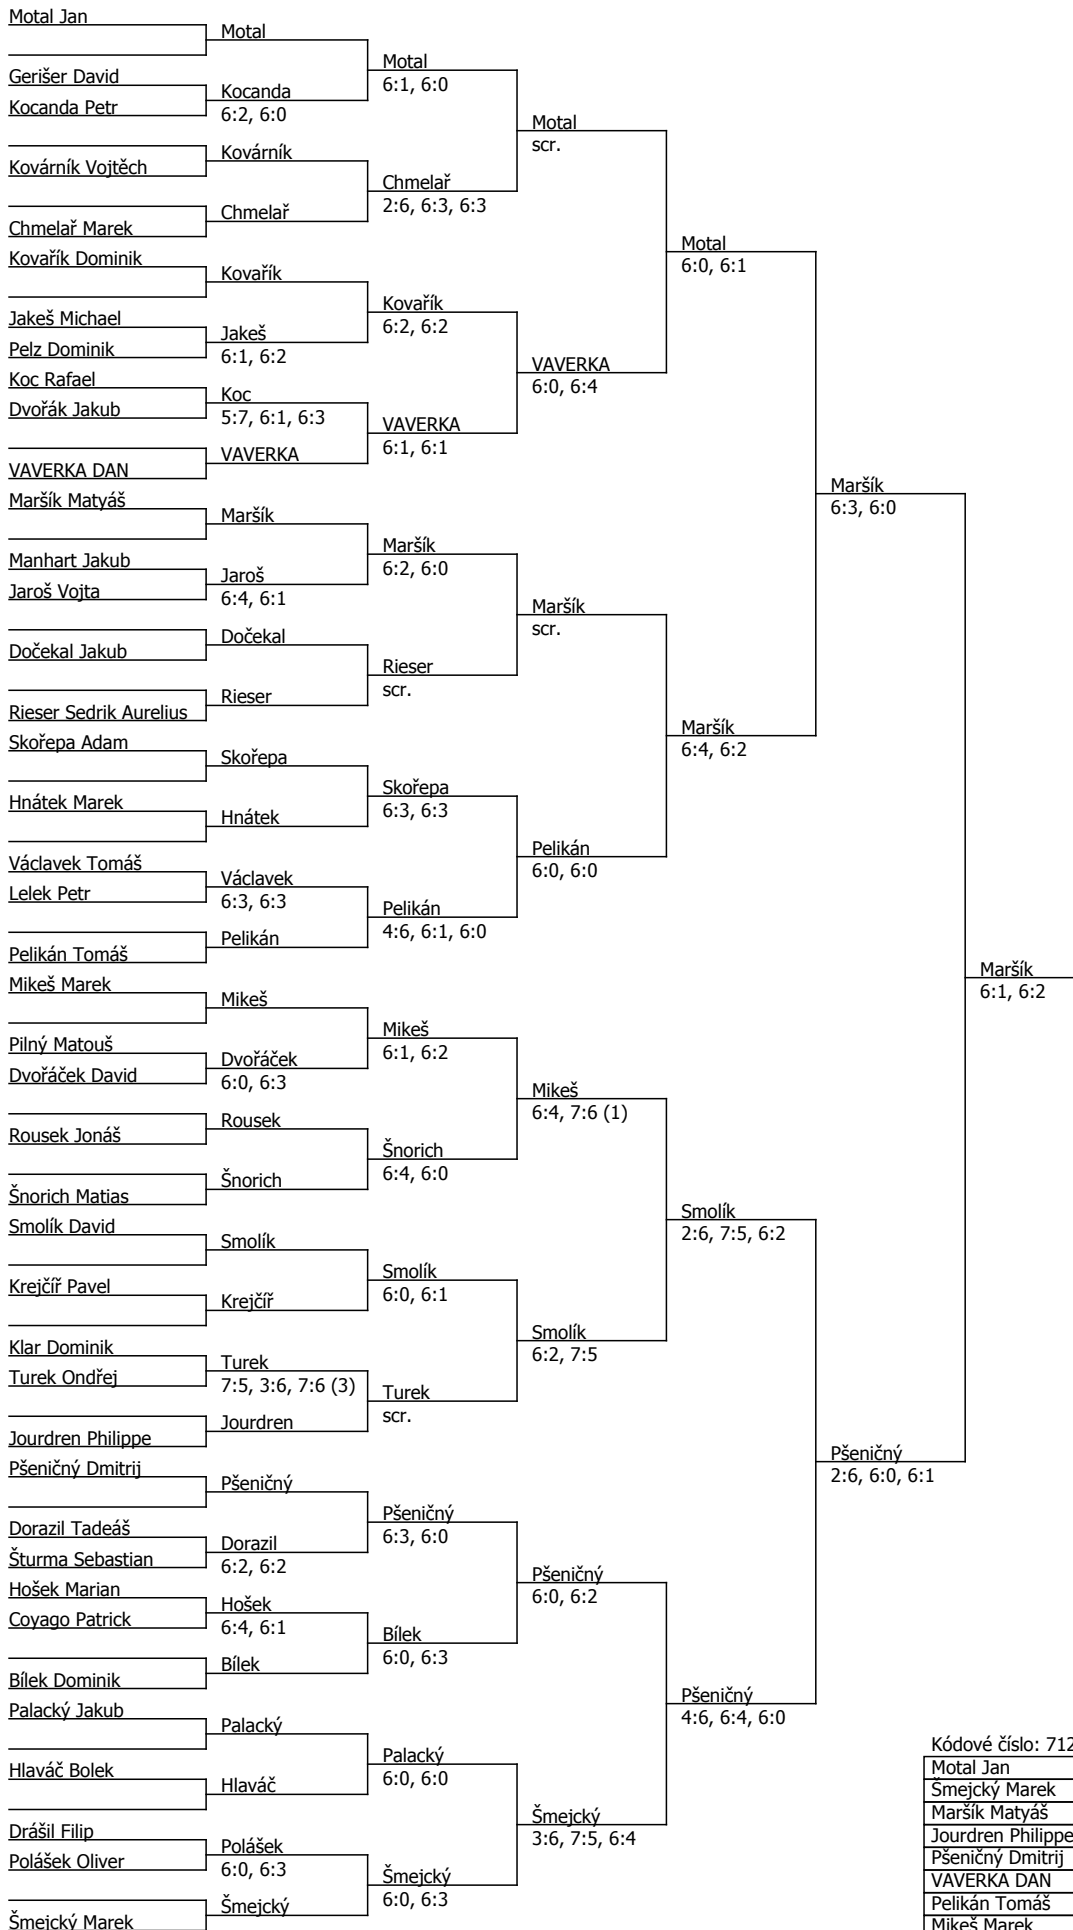 Motal Jan
Gerišer David
Kocanda Petr
Kovárník Vojtěch
Chmelař Marek
Kovařík Dominik
Jakeš Michael
Pelz Dominik
Koc Rafael
Dvořák Jakub
VAVERKA DAN
Maršík Matyáš
Manhart Jakub
Jaroš Vojta
Dočekal Jakub
Rieser Sedrik Aurelius
Skořepa Adam
Hnátek Marek
Václavek Tomáš
Lelek Petr
Pelikán Tomáš
Mikeš Marek
Pilný Matouš
Dvořáček David
Rousek Jonáš
Šnorich Matias
Smolík David
Krejčíř Pavel
Klar Dominik
Turek Ondřej
Jourdren Philippe
Pšeničný Dmitrij
Dorazil Tadeáš
Šturma Sebastian
Hošek Marian
Coyago Patrick
Bílek Dominik
Palacký Jakub
Hlaváč Bolek
Drášil Filip
Polášek Oliver
Šmejcký Marek
Motal
Kocanda
6:2, 6:0
Kovárník
Chmelař
Kovařík
Jakeš
6:1, 6:2
Koc
5:7, 6:1, 6:3
VAVERKA
Maršík
Jaroš
6:4, 6:1
Dočekal
Rieser
Skořepa
Hnátek
Václavek
6:3, 6:3
Pelikán
Mikeš
Dvořáček
6:0, 6:3
Rousek
Šnorich
Smolík
Krejčíř
Turek
7:5, 3:6, 7:6 (3)
Jourdren
Pšeničný
Dorazil
6:2, 6:2
Hošek
6:4, 6:1
Bílek
Palacký
Hlaváč
Polášek
6:0, 6:3
Šmejcký
Motal
6:1, 6:0
Chmelař
2:6, 6:3, 6:3
Kovařík
6:2, 6:2
VAVERKA
6:1, 6:1
Maršík
6:2, 6:0
Rieser
scr.
Skořepa
6:3, 6:3
Pelikán
4:6, 6:1, 6:0
Mikeš
6:1, 6:2
Šnorich
6:4, 6:0
Smolík
6:0, 6:1
Turek
scr.
Pšeničný
6:3, 6:0
Bílek
6:0, 6:3
Palacký
6:0, 6:0
Šmejcký
6:0, 6:3
Motal
scr.
VAVERKA
6:0, 6:4
Maršík
scr.
Pelikán
6:0, 6:0
Mikeš
6:4, 7:6 (1)
Smolík
6:2, 7:5
Pšeničný
6:0, 6:2
Šmejcký
3:6, 7:5, 6:4
Motal
6:0, 6:1
Maršík
6:4, 6:2
Smolík
2:6, 7:5, 6:2
Pšeničný
4:6, 6:4, 6:0
Maršík
6:3, 6:0
Pšeničný
2:6, 6:0, 6:1
Maršík
6:1, 6:2
Kódové číslo: 712
Motal Jan
Šmejcký Marek
Maršík Matyáš
Jourdren Philippe
Pšeničný Dmitrij
VAVERKA DAN
Pelikán Tomáš
Mikeš Marek